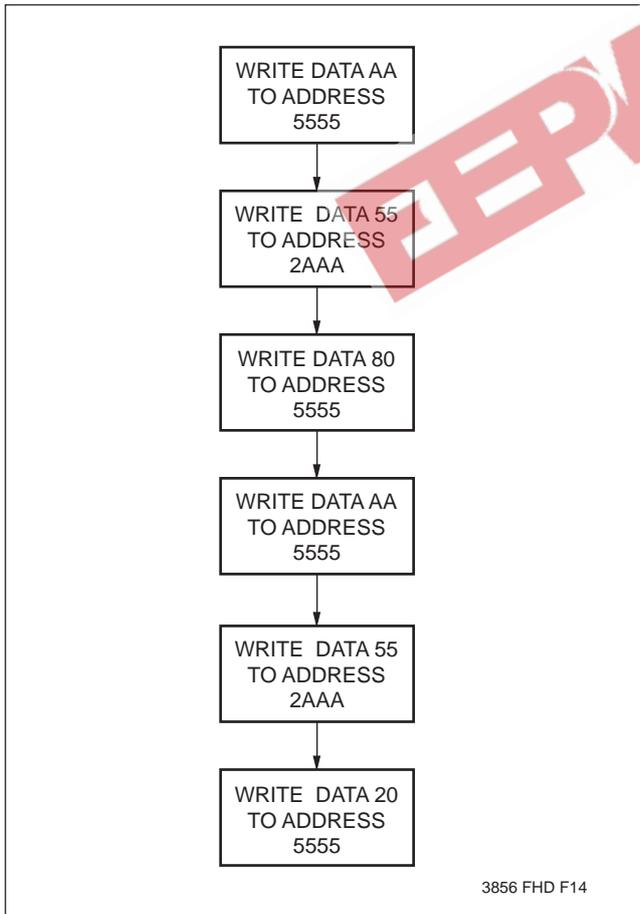 WRITE DATA AA
TO ADDRESS
5555
WRITE DATA 55
TO ADDRESS
2AAA
WRITE DATA 80
TO ADDRESS
5555
WRITE DATA AA
TO ADDRESS
5555
WRITE DATA 55
TO ADDRESS
2AAA
WRITE DATA 20
TO ADDRESS
5555
3856 FHD F14